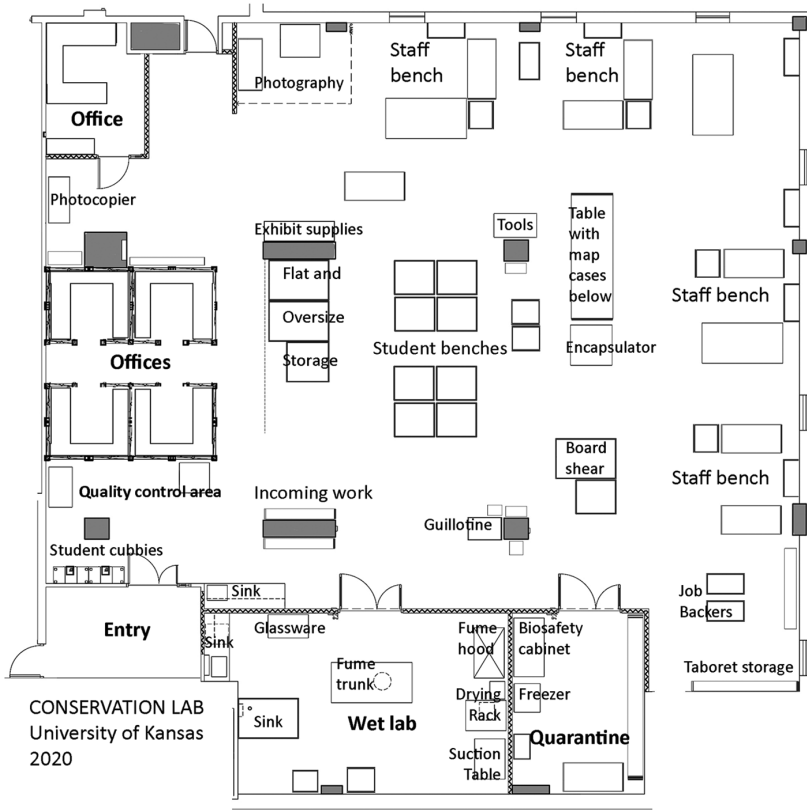 Photography
Staff
bench
Staff
bench
Office
Photocopier
Exhibit supplies
Flat and
Oversize
Storage
Tools
Table
with
map
cases
below
Staff bench
Student benches
Encapsulator
Offices
Board
shear
Staff bench
Quality control area
Incoming work
Guillotine
Student cubbies
Sink
Job
Backers
Entry
Sink
Glassware
Fume
hood
Biosafety
cabinet
Fume
trunk
Taboret storage
Drying
Rack
Freezer
CONSERVATION LAB
University of Kansas
2020
Sink
Wet lab
Quarantine
Suction
Table